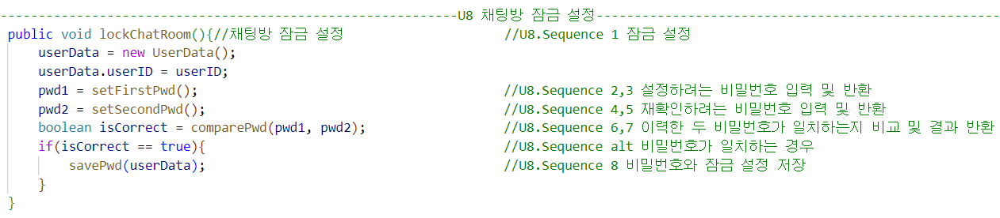 ------------------------------------------------------------U8 채팅방 잠금 설정-----------------------------------------------------
public void lockChatRoom(){//채팅방 잠금 설정 //U8.Sequence 1 잠금 설정
userData = new UserData();
userData.userID = userID;
pwd1 = setFirstPwd(); //U8.Sequence 2,3 설정하려는 비밀번호 입력 및 반환
pwd2 = setSecondPwd(); //U8.Sequence 4,5 재확인하려는 비밀번호 입력 및 반환
boolean isCorrect = comparePwd(pwd1, pwd2); //U8.Sequence 6,7 이력한 두 비밀번호가 일치하는지 비교 및 결과 반환
if(isCorrect == true){ //U8.Sequence alt 비밀번호가 일치하는 경우
savePwd(userData); //U8.Sequence 8 비밀번호와 잠금 설정 저장
}
}